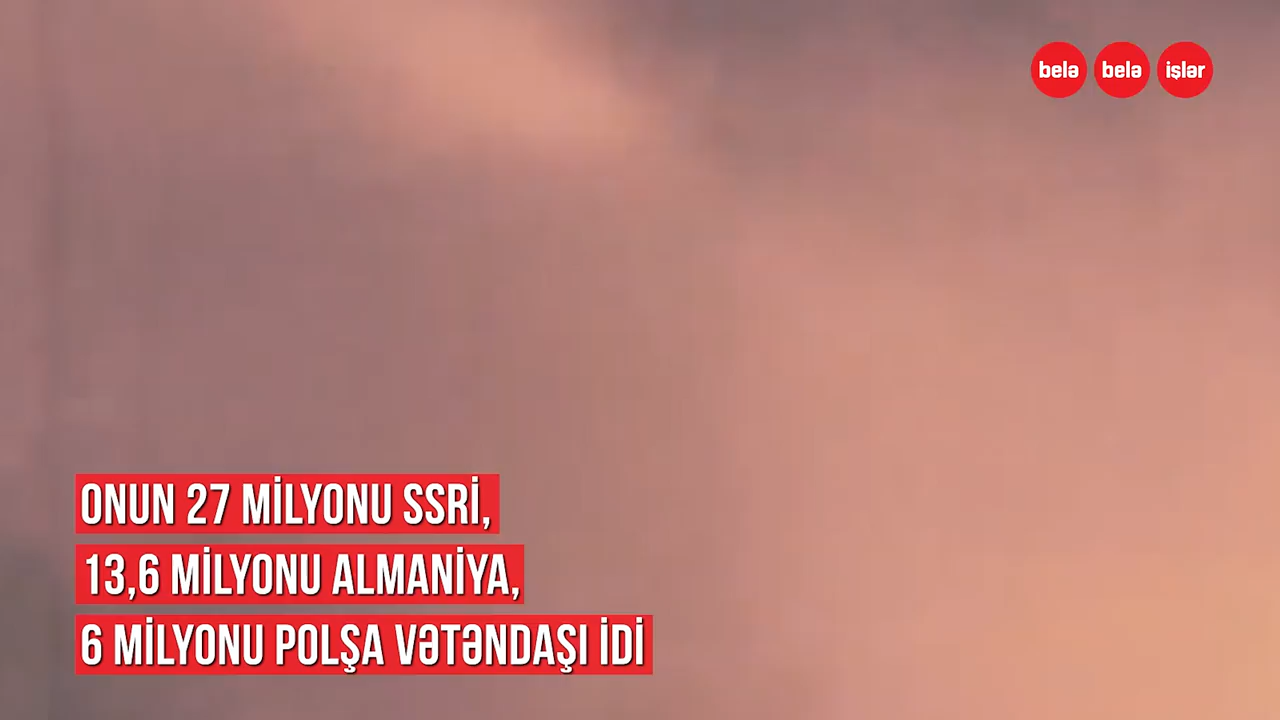 belə belə işlər
ONUN 27 MİLYONU SSRİ,
13,6 MİLYONU ALMANİYA,
6 MİLYONU POLŞA VƏTƏNDAŞI İDİ